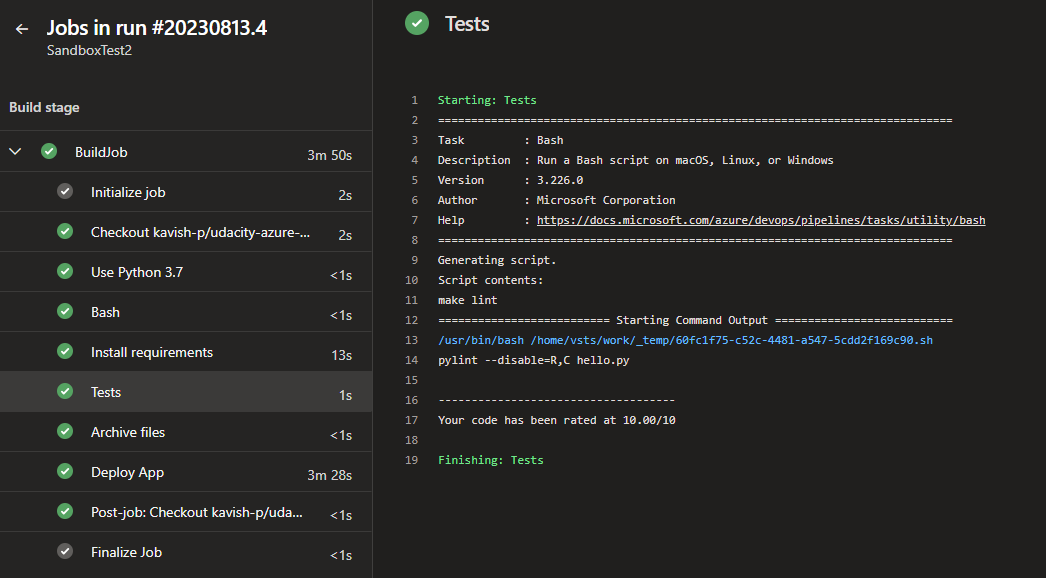 Jobs in run #20230813.4
SandboxTest2
Build stage
BuildJob 3m 50s
Initialize job 2s
Checkout kavish-p/udacity-azure-... 2s
Use Python 3.7 <1s
Bash <1s
Install requirements 13s
Tests 1s
Archive files <1s
Deploy App 3m 28s
Post-job: Checkout kavish-p/uda... <1s
Finalize Job <1s
Tests
1 Starting: Tests
2 ==============================================================================
3 Task         : Bash
4 Description  : Run a Bash script on macOS, Linux, or Windows
5 Version      : 3.226.0
6 Author       : Microsoft Corporation
7 Help         : https://docs.microsoft.com/azure/devops/pipelines/tasks/utility/bash
8 ==============================================================================
9 Generating script.
10 Script contents:
11 make lint
12 ========================== Starting Command Output ===========================
13 /usr/bin/bash /home/vsts/work/_temp/60fc1f75-c52c-4481-a547-5cdd2f169c90.sh
14 pylint --disable=R,C hello.py
15
16 ------------------------------------
17 Your code has been rated at 10.00/10
18
19 Finishing: Tests